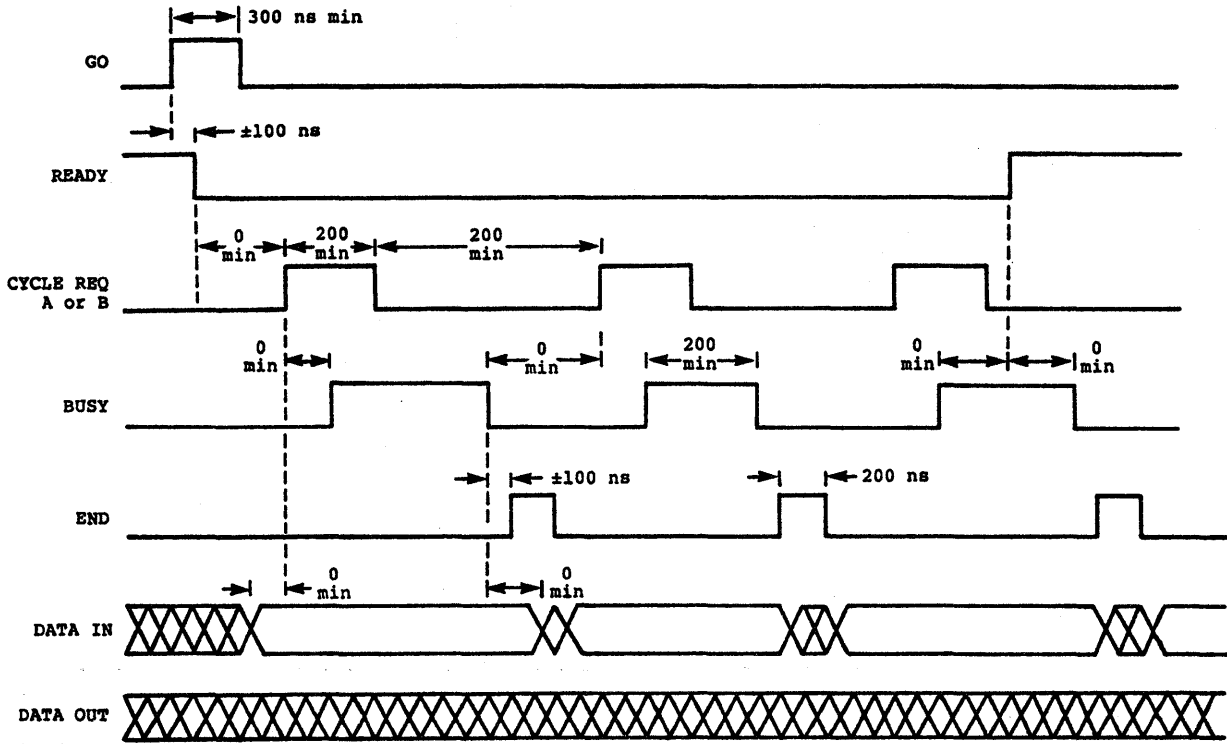 300 ns min
GO
±100 ns
READY
0 min
200 min
200 min
CYCLE REQ
A or B
0 min
0 min
200 min
0 min
0 min
BUSY
±100 ns
200 ns
END
0 min
0 min
DATA IN
DATA OUT